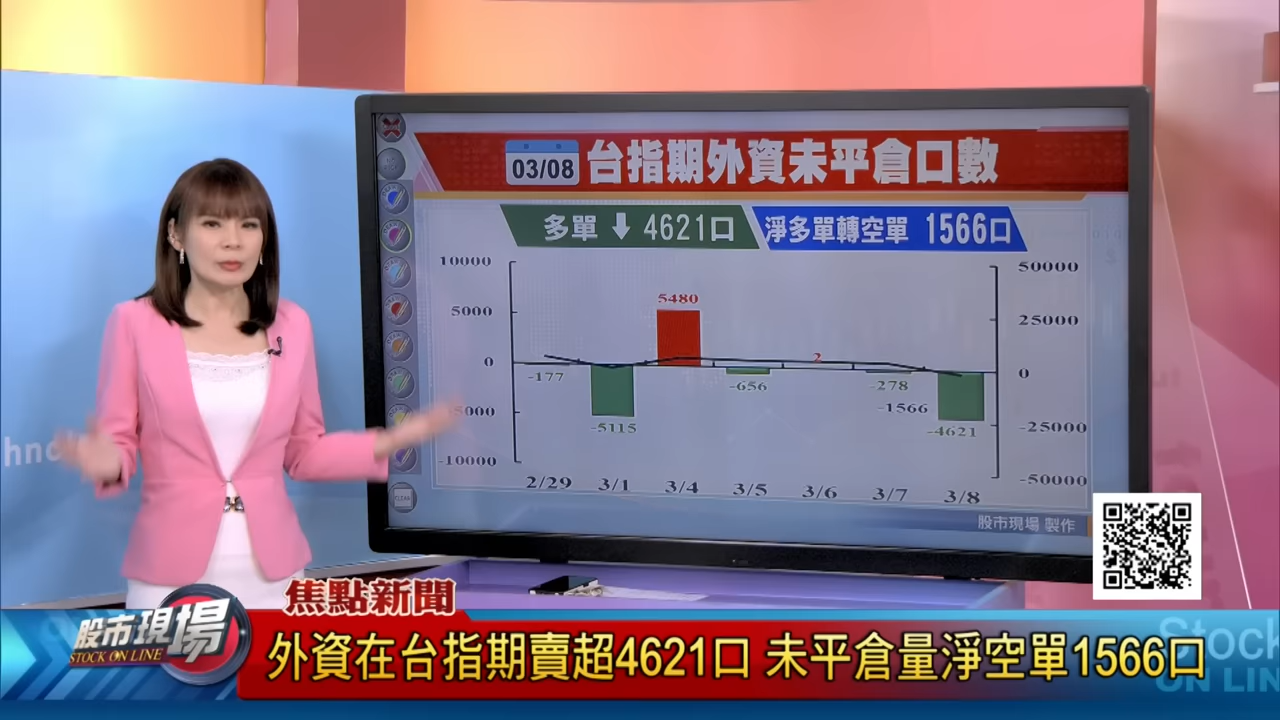 03/08 台指期外資未平倉口數
多單 ⬇ 4621口
淨多單轉空單 1566口
10000
50000
5480
5000
25000
2
0
0
-177
-656
-278
-1566
-5115
-4621
-25000
-10000
-50000
2/29 3/1 3/4 3/5 3/6 3/7 3/8
股市現場 製作
CLEAR
焦點新聞
股市現場
STOCK ON LINE
外資在台指期賣超4621口 未平倉量淨空單1566口
Stock
ON LIN